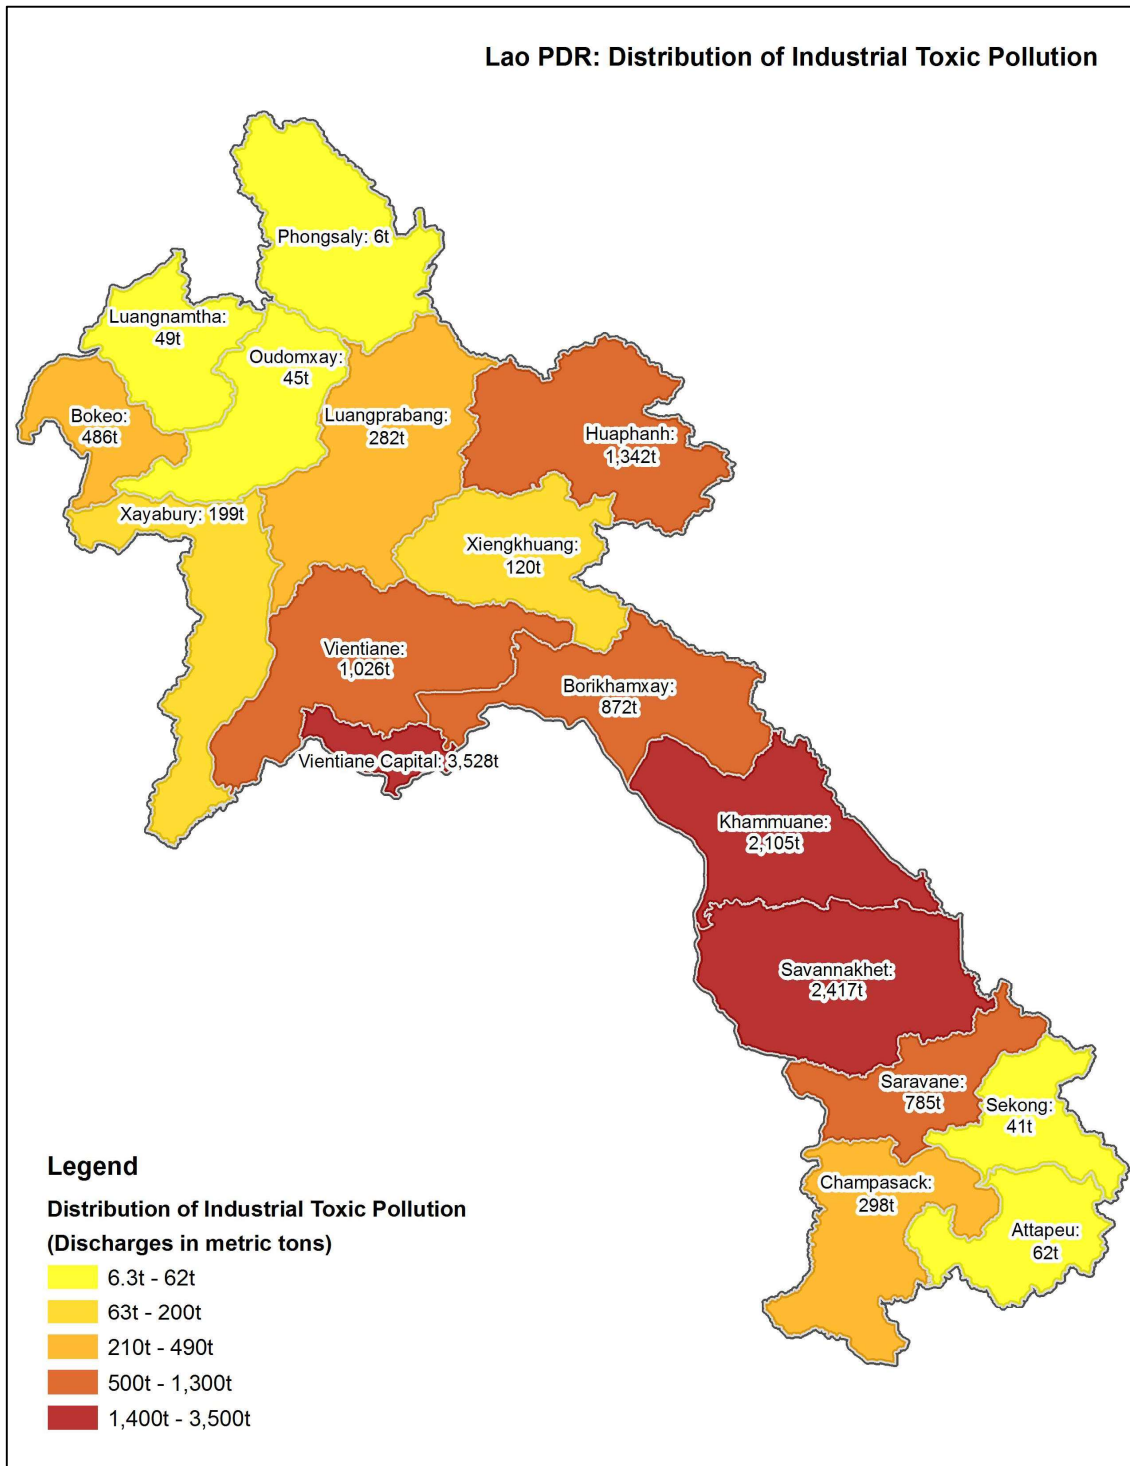 Lao PDR: Distribution of Industrial Toxic Pollution
Phongsaly: 6t
Luangnamtha:
49t
Oudomxay:
45t
Bokeo:
486t
Luangprabang:
282t
Huaphanh:
1,342t
Xayabury: 199t
Xiengkhuang:
120t
Vientiane:
1,026t
Borikhamxay:
872t
Vientiane Capital: 3,528t
Khammuane:
2,105t
Savannakhet:
2,417t
Saravane:
785t
Sekong:
41t
Champasack:
298t
Attapeu:
62t
Legend
Distribution of Industrial Toxic Pollution
(Discharges in metric tons)
6.3t - 62t
63t - 200t
210t - 490t
500t - 1,300t
1,400t - 3,500t